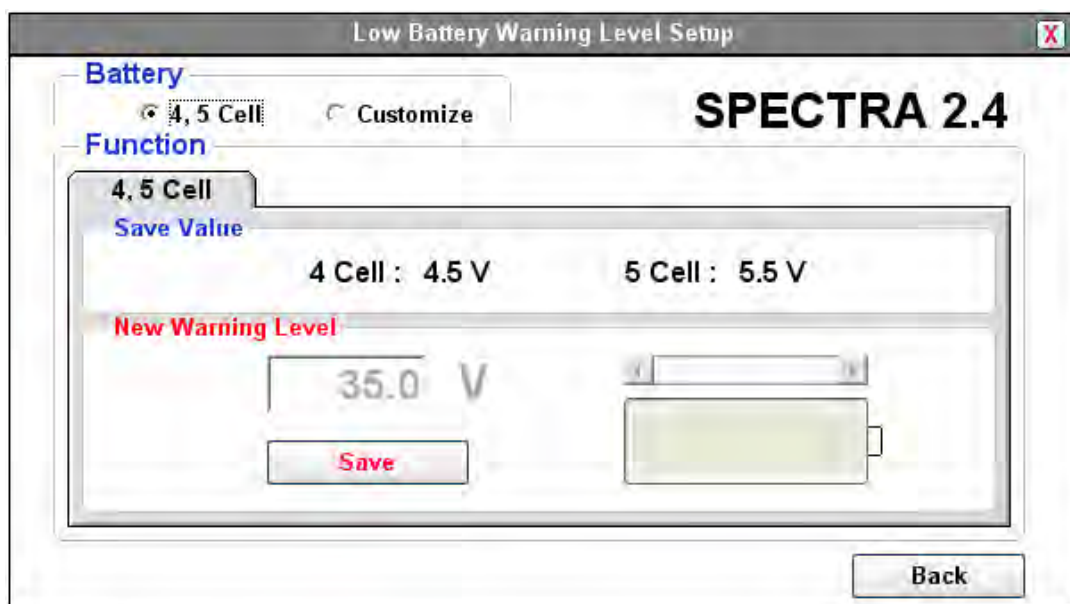 Low Battery Warning Level Setup
X
Battery
4, 5 Cell Customize
SPECTRA 2.4
Function
4, 5 Cell
Save Value
4 Cell : 4.5 V 5 Cell : 5.5 V
New Warning Level
35.0 V
Save
Back